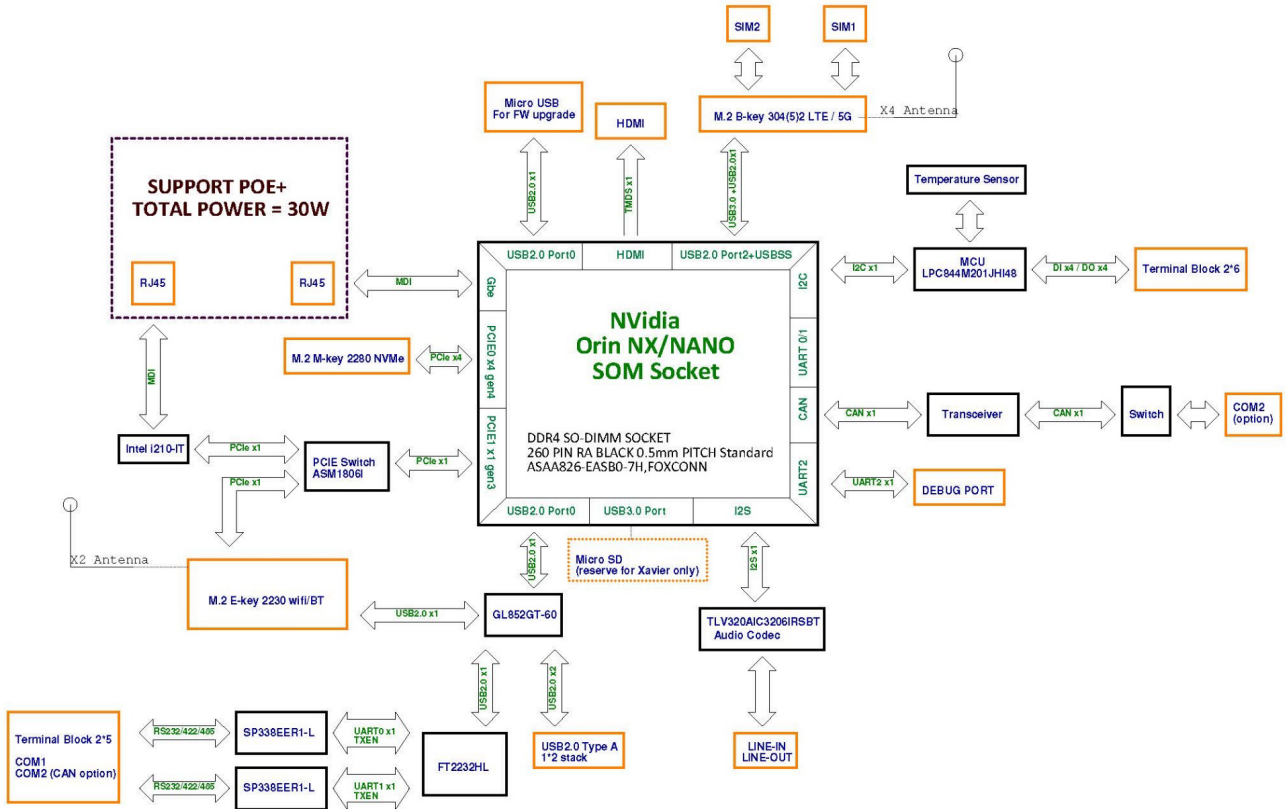 SIM2
SIM1
Micro USB
For FW upgrade
HDMI
M.2 B-key 304(5)2 LTE / 5G
X4 Antenna
SUPPORT POE+
TOTAL POWER = 30W
USB2.0 x1
TMDS x1
USB3.0 +USB2.0x1
Temperature Sensor
RJ45
RJ45
MDI
USB2.0 Port0
HDMI
USB2.0 Port2+USBSS
I2C x1
MCU
LPC844M201JHI48
DI x4 / DO x4
Terminal Block 2*6
Gbe
I2C
NVidia
Orin NX/NANO
SOM Socket
MDI
M.2 M-key 2280 NVMe
PCIe x4
PCIE0 x4 gen4
UART 0/1
CAN
CAN x1
Transceiver
CAN x1
Switch
COM2
(option)
Intel i210-IT
PCIe x1
PCIE Switch
ASM1806I
PCIe x1
PCIE1 x1 gen3
DDR4 SO-DIMM SOCKET
260 PIN RA BLACK 0.5mm PITCH Standard
ASAA826-EASB0-7H,FOXCONN
UART2
UART2 x1
DEBUG PORT
PCIe x1
USB2.0 Port0
USB3.0 Port
I2S
X2 Antenna
USB2.0 x1
Micro SD
(reserve for Xavier only)
I2S x1
M.2 E-key 2230 wifi/BT
USB2.0 x1
GL852GT-60
TLV320AIC3206IRSBT
Audio Codec
USB2.0 x1
USB2.0 x2
Terminal Block 2*5
COM1
COM2 (CAN option)
RS232/422/485
SP338EER1-L
UART0 x1
TXEN
FT2232HL
USB2.0 Type A
1*2 stack
LINE-IN
LINE-OUT
RS232/422/485
SP338EER1-L
UART1 x1
TXEN